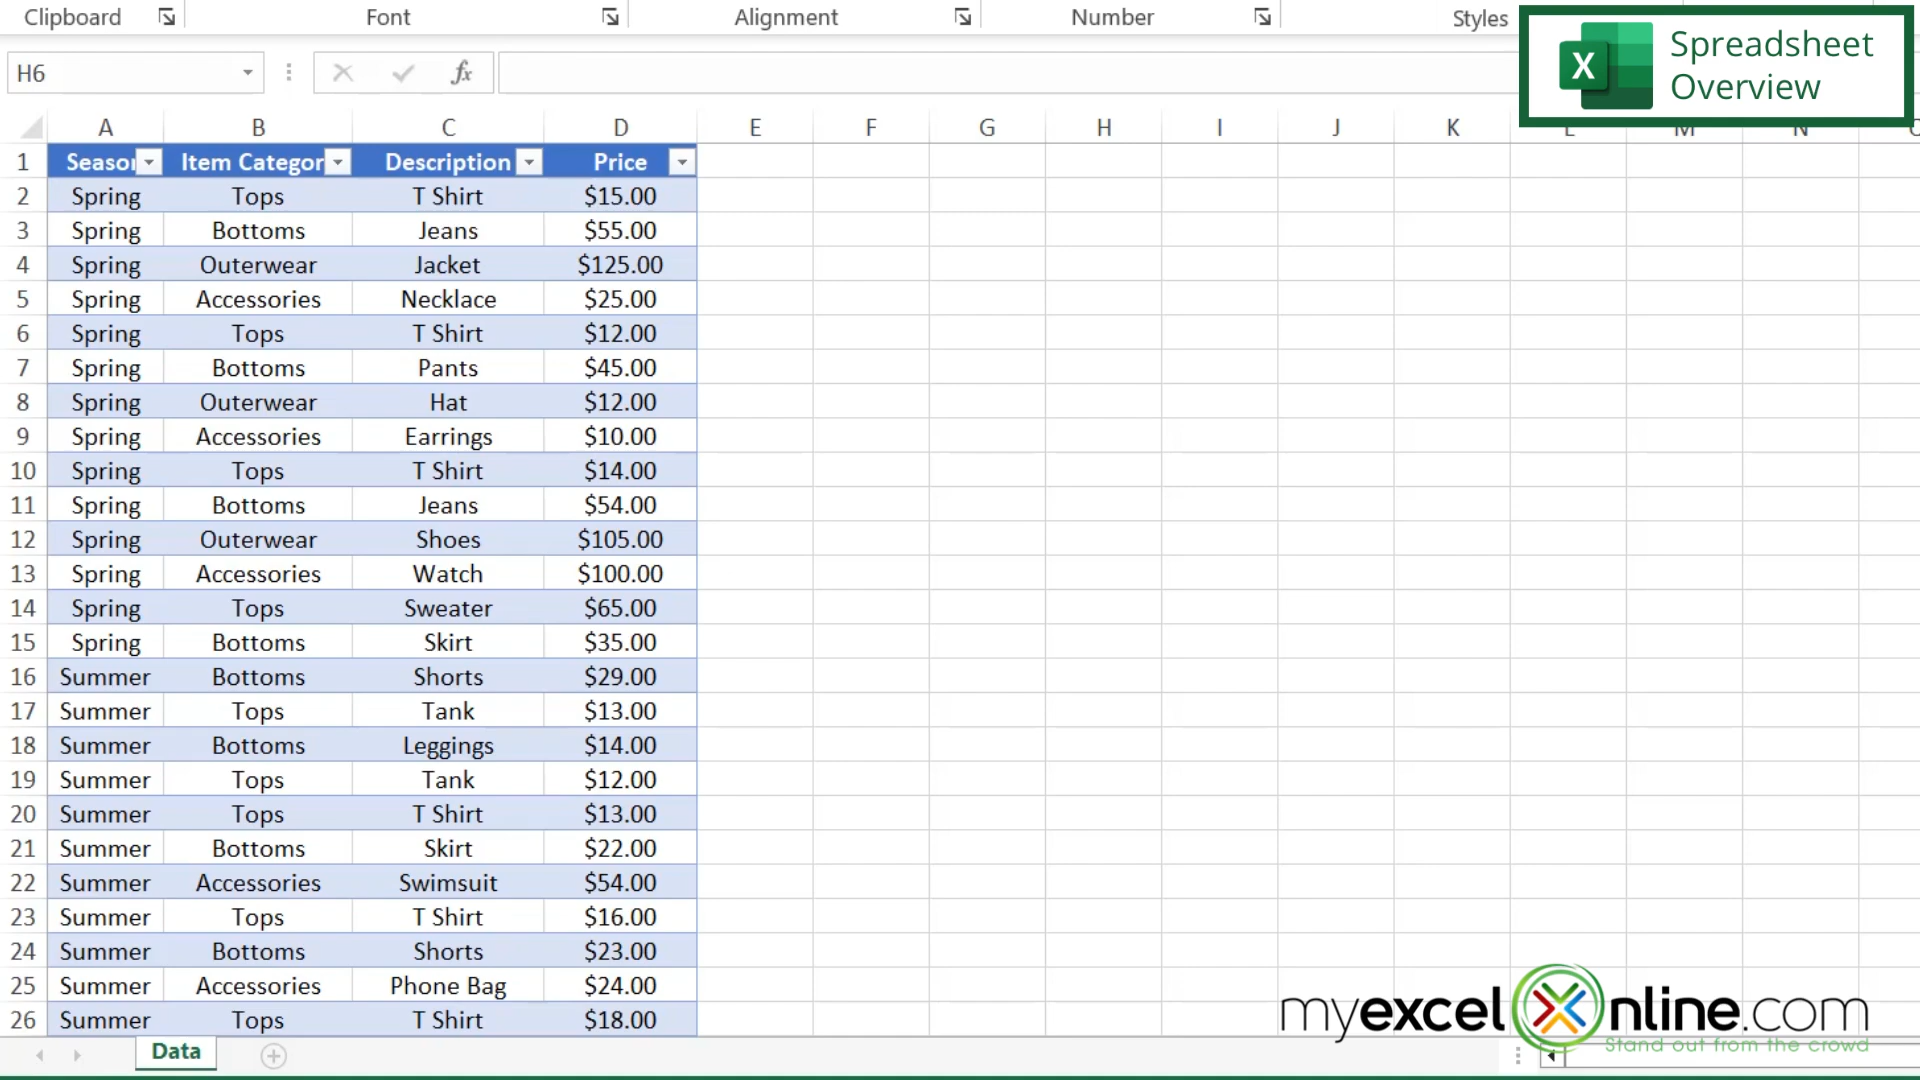 Clipboard Font Alignment Number Styles
Spreadsheet
Overview
H6 fx
A B C D E F G H I J K L M N
1 Season Item Categor Description Price
2 Spring Tops T Shirt $15.00
3 Spring Bottoms Jeans $55.00
4 Spring Outerwear Jacket $125.00
5 Spring Accessories Necklace $25.00
6 Spring Tops T Shirt $12.00
7 Spring Bottoms Pants $45.00
8 Spring Outerwear Hat $12.00
9 Spring Accessories Earrings $10.00
10 Spring Tops T Shirt $14.00
11 Spring Bottoms Jeans $54.00
12 Spring Outerwear Shoes $105.00
13 Spring Accessories Watch $100.00
14 Spring Tops Sweater $65.00
15 Spring Bottoms Skirt $35.00
16 Summer Bottoms Shorts $29.00
17 Summer Tops Tank $13.00
18 Summer Bottoms Leggings $14.00
19 Summer Tops Tank $12.00
20 Summer Tops T Shirt $13.00
21 Summer Bottoms Skirt $22.00
22 Summer Accessories Swimsuit $54.00
23 Summer Tops T Shirt $16.00
24 Summer Bottoms Shorts $23.00
25 Summer Accessories Phone Bag $24.00
26 Summer Tops T Shirt $18.00
myexcelonline.com
Stand out from the crowd
Data